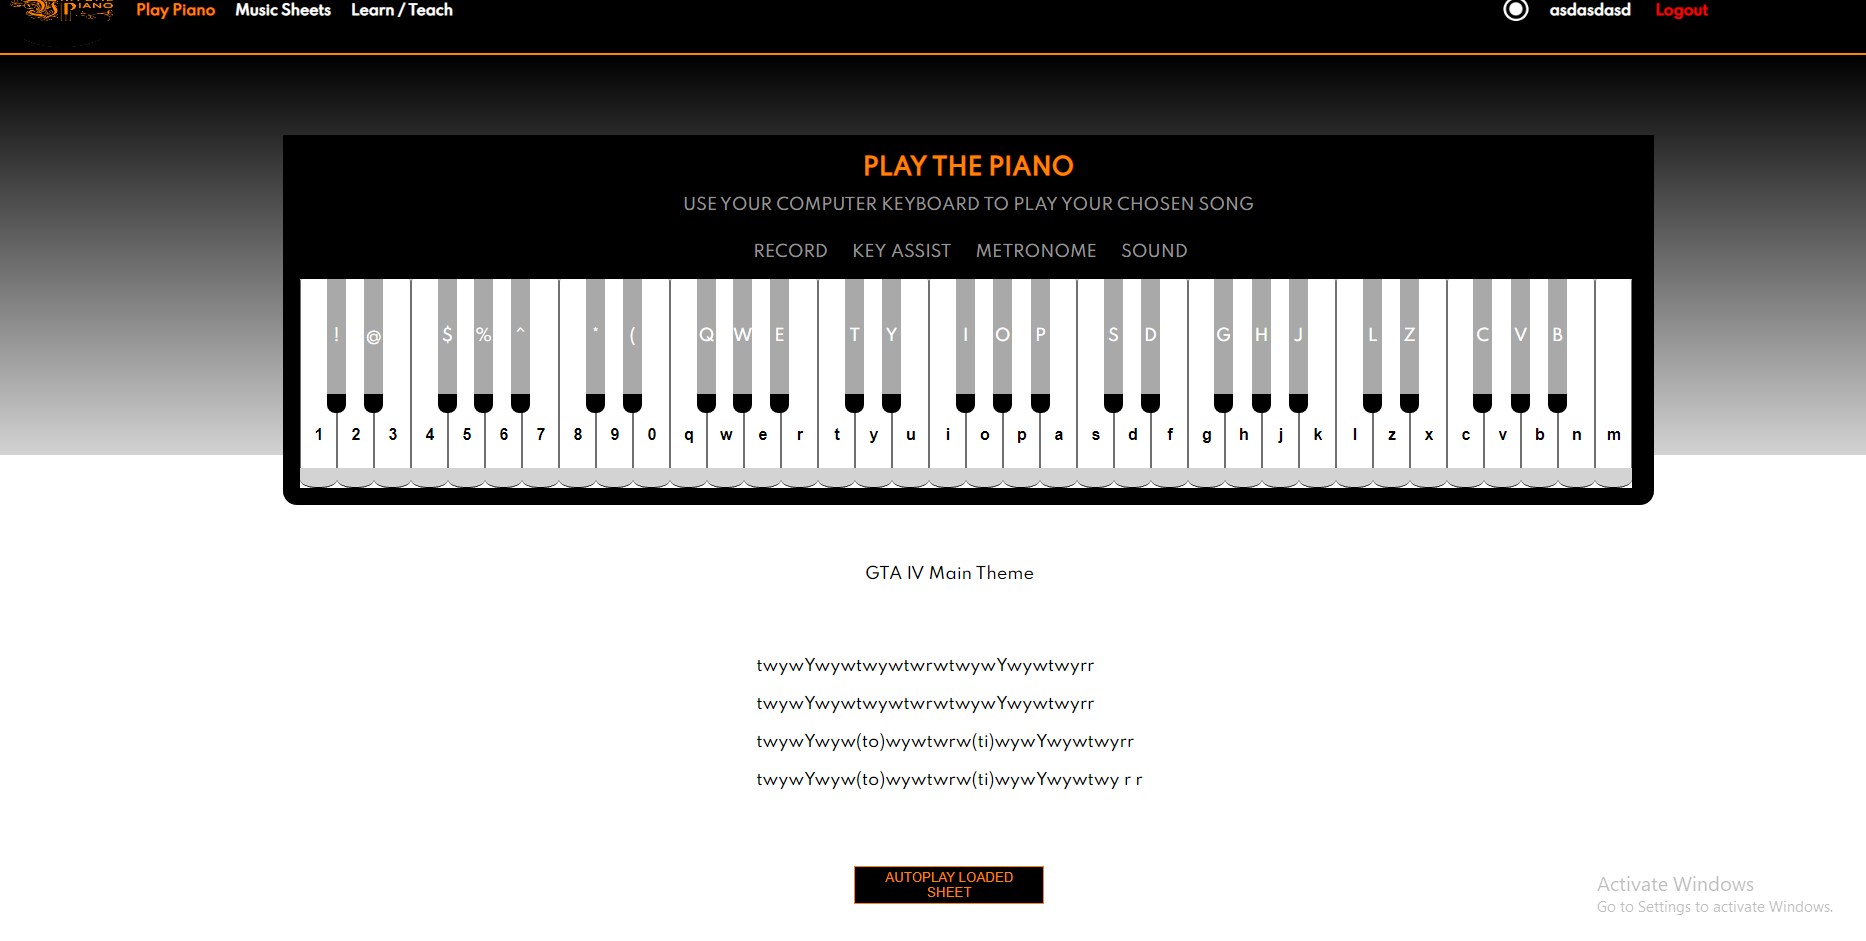 PIANO
Play Piano Music Sheets Learn / Teach asdasdasd Logout
PLAY THE PIANO
USE YOUR COMPUTER KEYBOARD TO PLAY YOUR CHOSEN SONG
RECORD KEY ASSIST METRONOME SOUND
! @ $ % ^ * ( Q W E T Y I O P S D G H J L Z C V B
1 2 3 4 5 6 7 8 9 0 q w e r t y u i o p a s d f g h j k l z x c v b n m
GTA IV Main Theme
twywYwywtwywtwrwtwywYwywtwyrr
twywYwywtwywtwrwtwywYwywtwyrr
twywYwyw(to)wywtwrw(ti)wywYwywtwyrr
twywYwyw(to)wywtwrw(ti)wywYwywtwy r r
AUTOPLAY LOADED
SHEET
Activate Windows
Go to Settings to activate Windows.